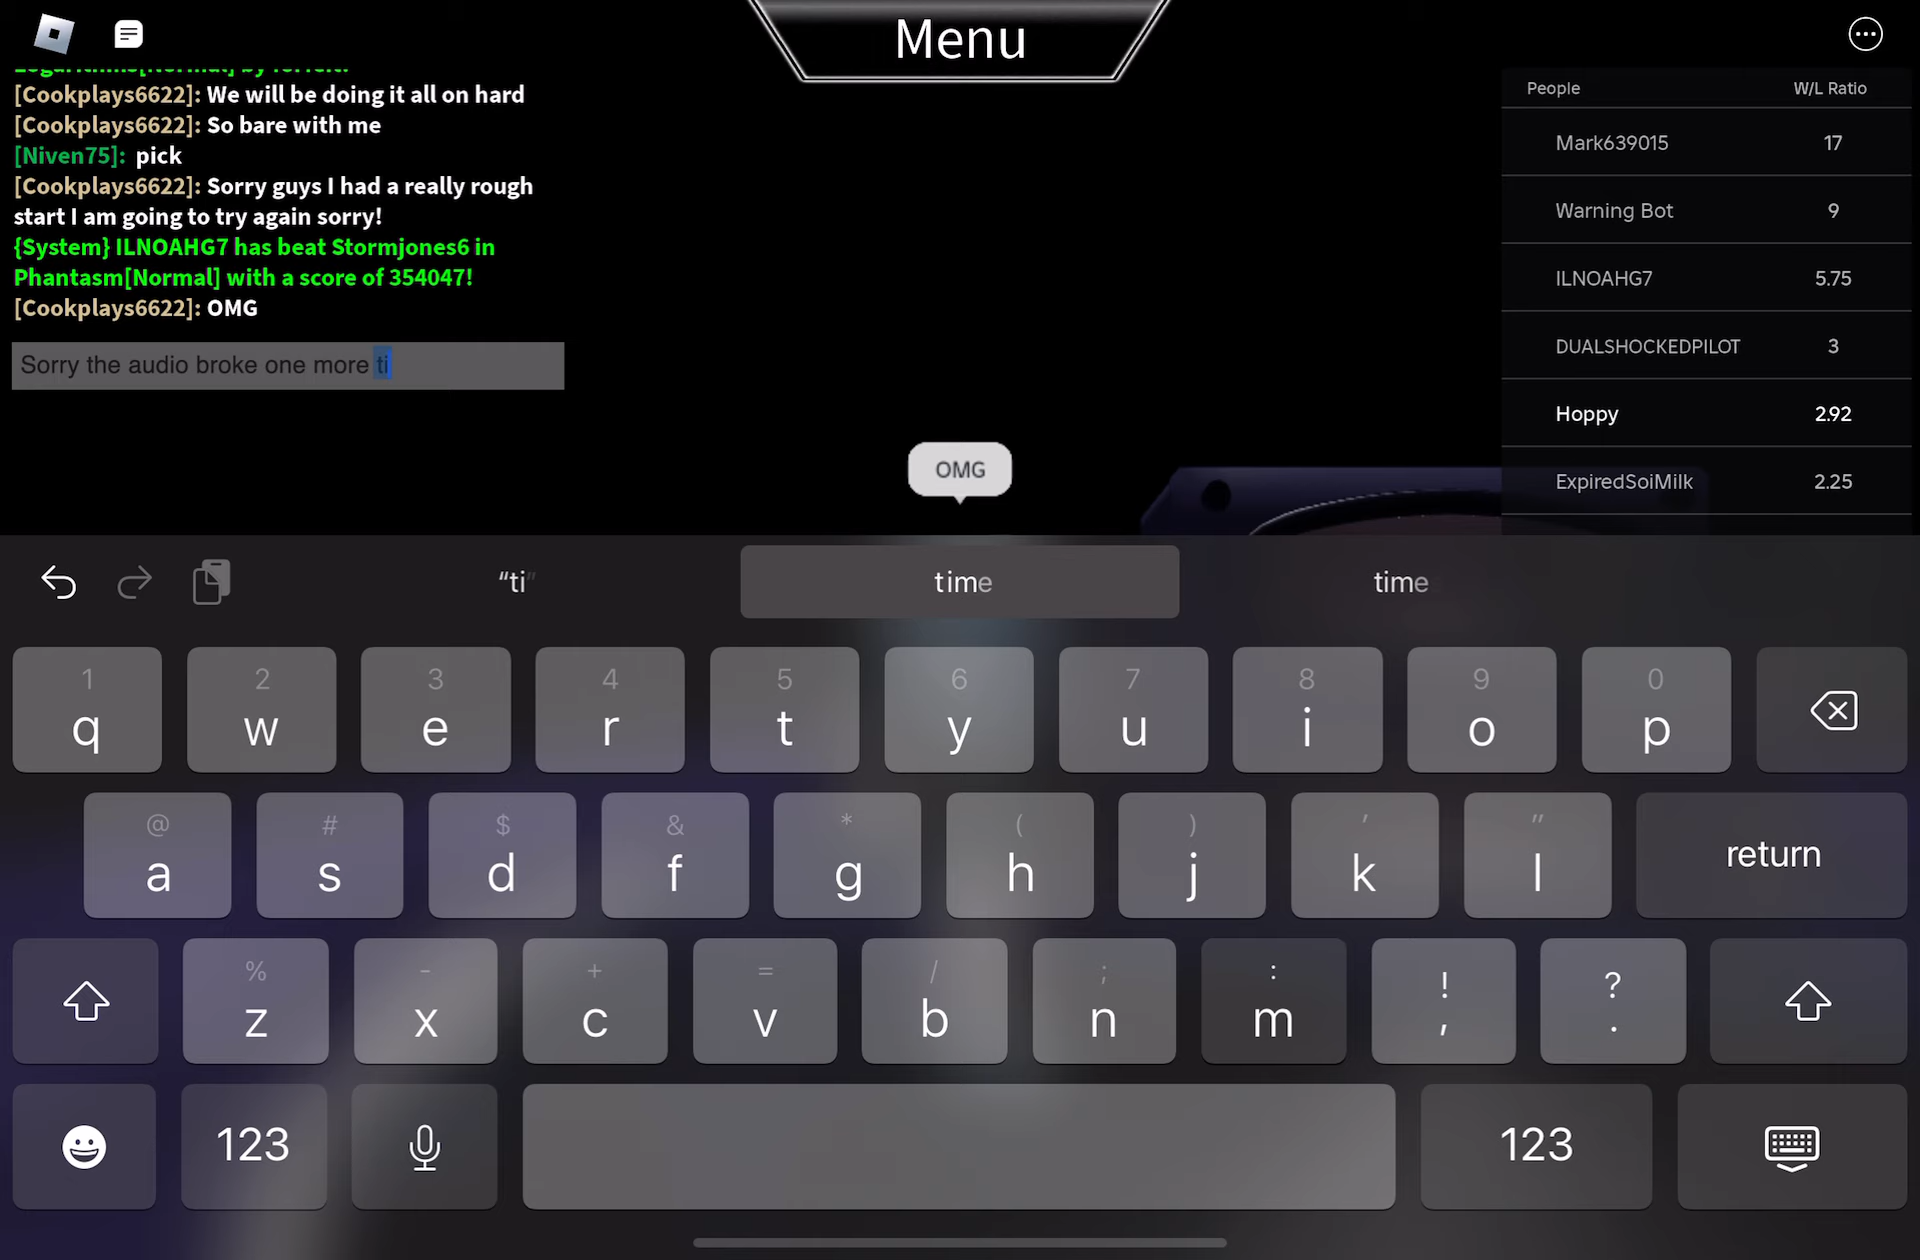 Menu
Logarithms[Normal] by forfeit!
[Cookplays6622]: We will be doing it all on hard
[Cookplays6622]: So bare with me
[Niven75]: pick
[Cookplays6622]: Sorry guys I had a really rough
start I am going to try again sorry!
{System} ILNOAHG7 has beat Stormjones6 in
Phantasm[Normal] with a score of 354047!
[Cookplays6622]: OMG
Sorry the audio broke one more ti
People W/L Ratio
Mark639015 17
Warning Bot 9
ILNOAHG7 5.75
DUALSHOCKEDPILOT 3
Hoppy 2.92
ExpiredSoiMilk 2.25
OMG
“ti” time time
1 2 3 4 5 6 7 8 9 0
q w e r t y u i o p
@ # $ & * ( ) ' "
a s d f g h j k l return
% - + = / ; : ! ?
z x c v b n m , .
123 123